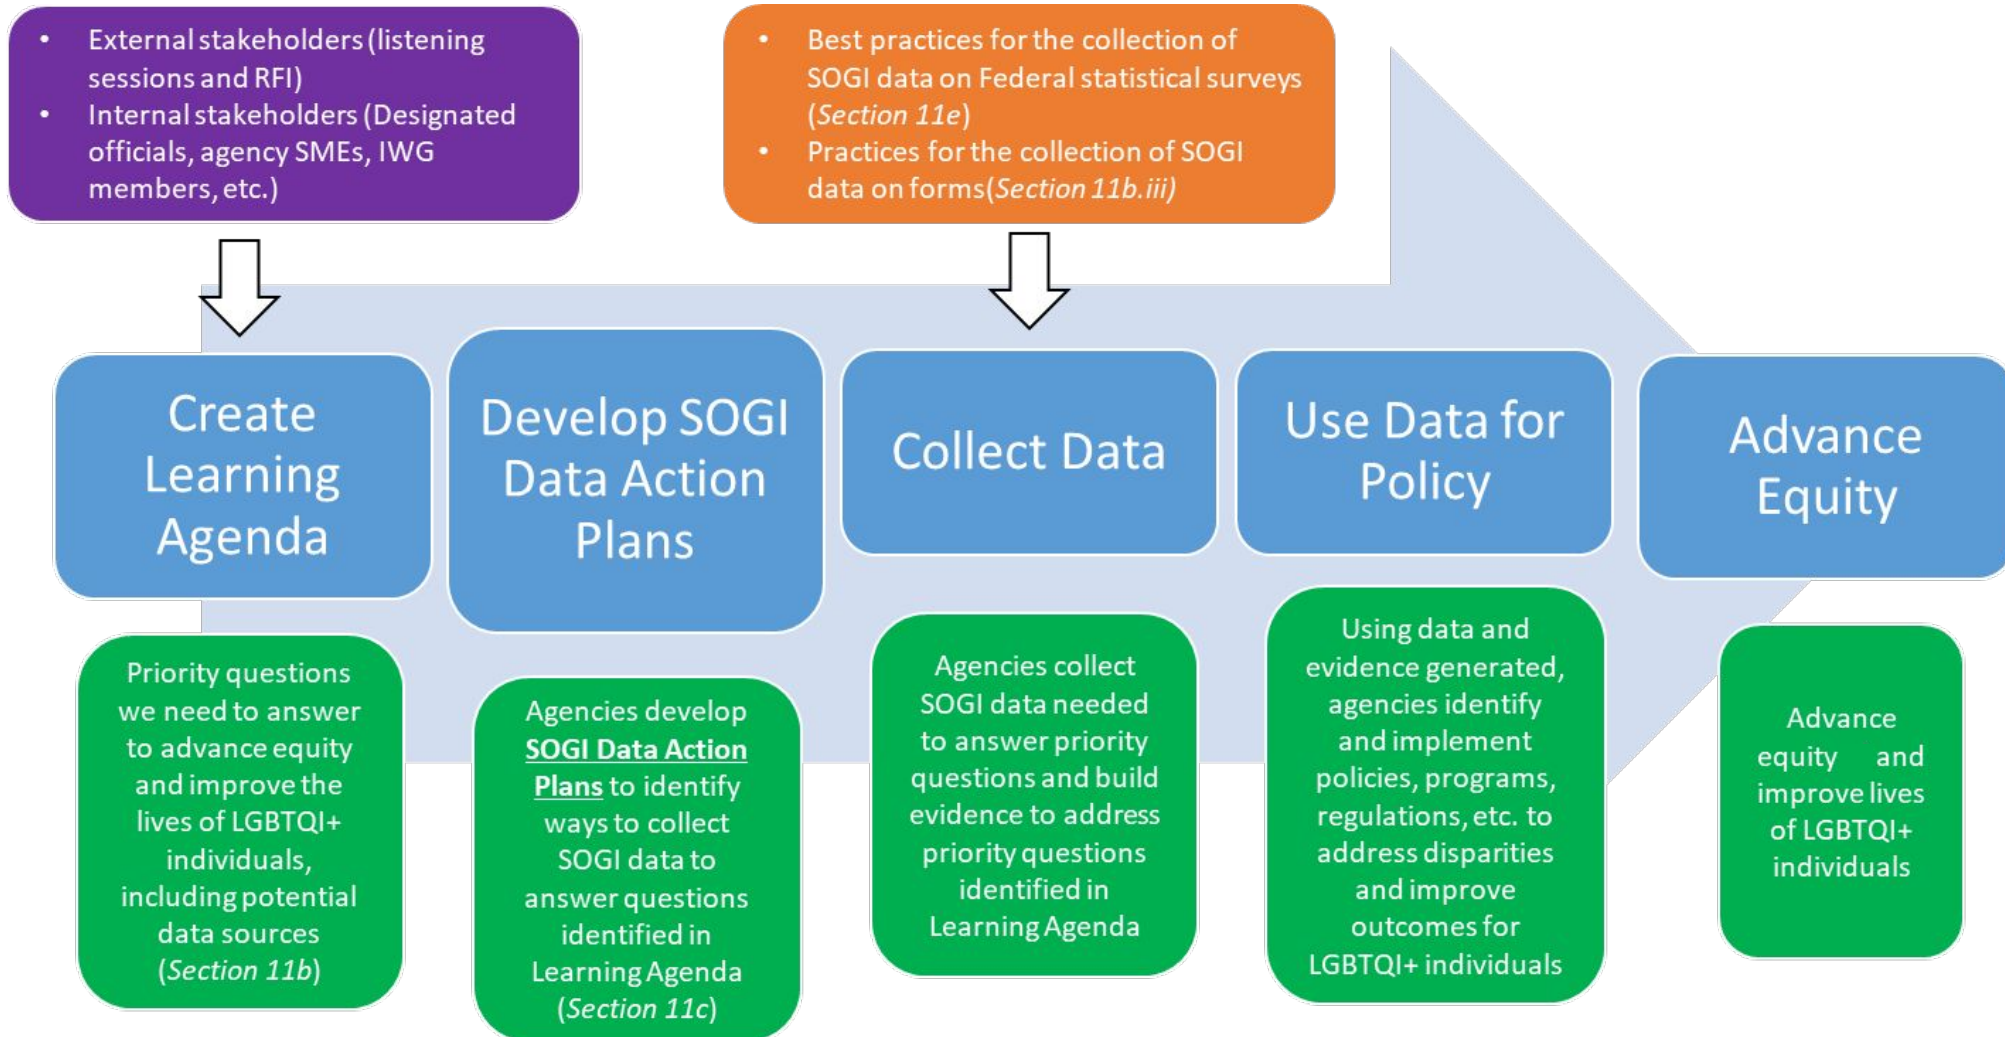 • External stakeholders (listening
sessions and RFI)
• Internal stakeholders (Designated
officials, agency SMEs, IWG
members, etc.)
• Best practices for the collection of
SOGI data on Federal statistical surveys
(Section 11e)
• Practices for the collection of SOGI
data on forms(Section 11b.iii)
Create
Learning
Agenda
Develop SOGI
Data Action
Plans
Collect Data
Use Data for
Policy
Advance
Equity
Priority questions
we need to answer
to advance equity
and improve the
lives of LGBTQI+
individuals,
including potential
data sources
(Section 11b)
Agencies develop
SOGI Data Action
Plans to identify
ways to collect
SOGI data to
answer questions
identified in
Learning Agenda
(Section 11c)
Agencies collect
SOGI data needed
to answer priority
questions and build
evidence to address
priority questions
identified in
Learning Agenda
Using data and
evidence generated,
agencies identify
and implement
policies, programs,
regulations, etc. to
address disparities
and improve
outcomes for
LGBTQI+ individuals
Advance
equity and
improve lives
of LGBTQI+
individuals